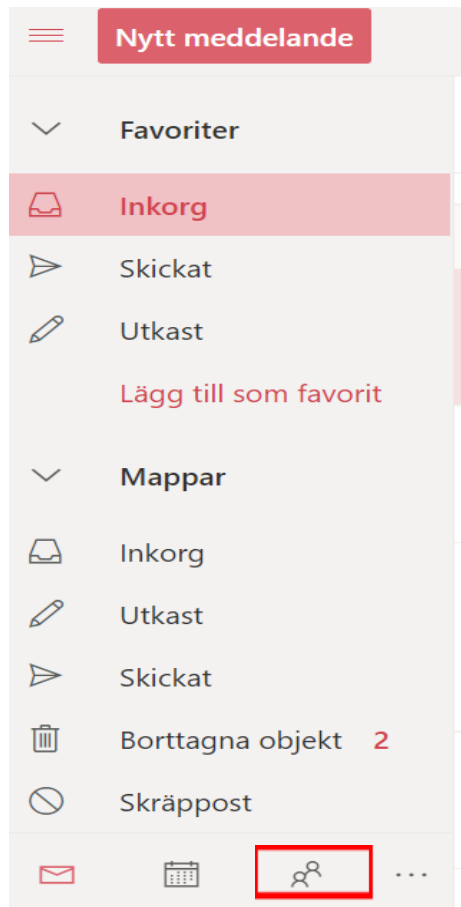 Nytt meddelande
Favoriter
Inkorg
Skickat
Utkast
Lägg till som favorit
Mappar
Inkorg
Utkast
Skickat
Borttagna objekt 2
Skräppost